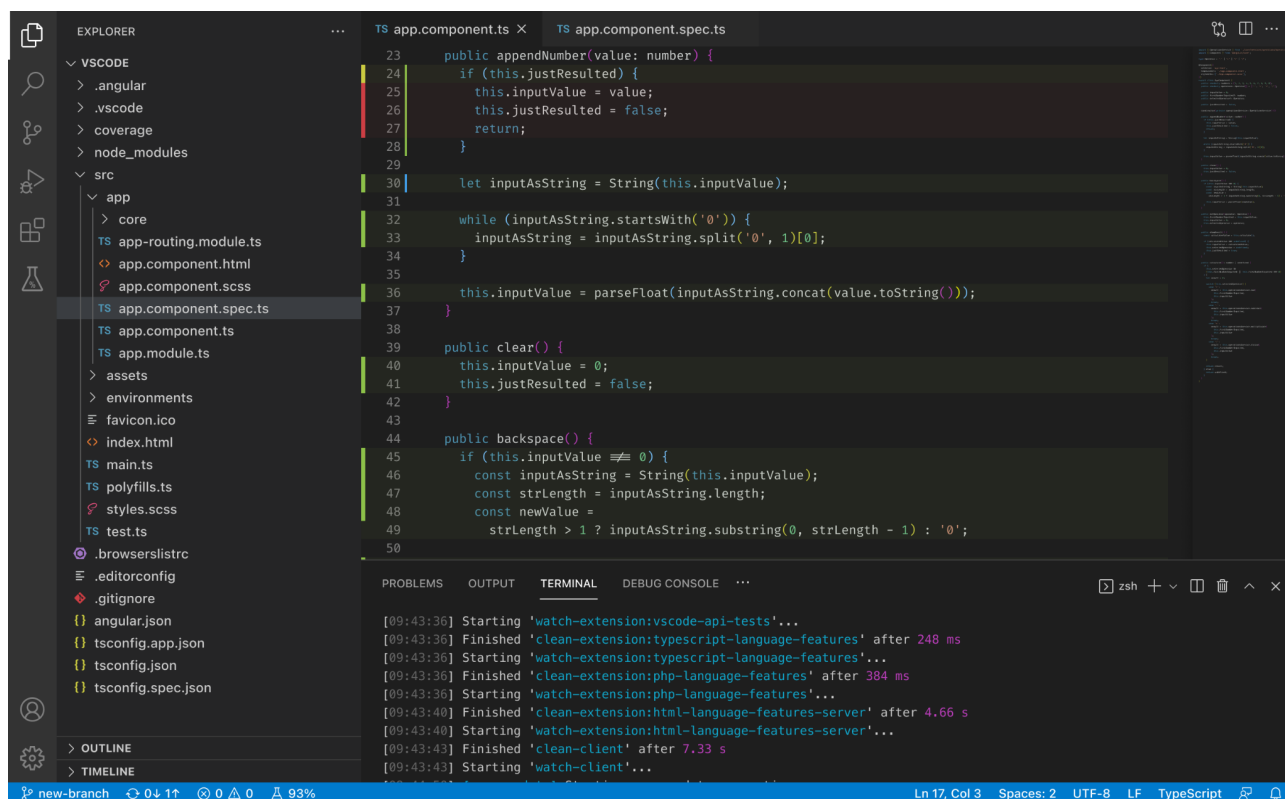 EXPLORER
VSCODE
.angular
.vscode
coverage
node_modules
src
app
core
TS app-routing.module.ts
app.component.html
app.component.scss
TS app.component.spec.ts
TS app.component.ts
TS app.module.ts
assets
environments
favicon.ico
index.html
TS main.ts
TS polyfills.ts
styles.scss
TS test.ts
.browserslistrc
.editorconfig
.gitignore
{} angular.json
{} tsconfig.app.json
{} tsconfig.json
{} tsconfig.spec.json
OUTLINE
TIMELINE
TS app.component.ts TS app.component.spec.ts
23 public appendNumber(value: number) {
24 if (this.justResulted) {
25 this.inputValue = value;
26 this.justResulted = false;
27 return;
28 }
29
30 let inputAsString = String(this.inputValue);
31
32 while (inputAsString.startsWith('0')) {
33 inputAsString = inputAsString.split('0', 1)[0];
34 }
35
36 this.inputValue = parseFloat(inputAsString.concat(value.toString()));
37 }
38
39 public clear() {
40 this.inputValue = 0;
41 this.justResulted = false;
42 }
43
44 public backspace() {
45 if (this.inputValue !== 0) {
46 const inputAsString = String(this.inputValue);
47 const strLength = inputAsString.length;
48 const newValue =
49 strLength > 1 ? inputAsString.substring(0, strLength - 1) : '0';
50
PROBLEMS OUTPUT TERMINAL DEBUG CONSOLE ··· zsh
[09:43:36] Starting 'watch-extension:vscode-api-tests'...
[09:43:36] Finished 'clean-extension:typescript-language-features' after 248 ms
[09:43:36] Starting 'watch-extension:typescript-language-features'...
[09:43:36] Finished 'clean-extension:php-language-features' after 384 ms
[09:43:36] Starting 'watch-extension:php-language-features'...
[09:43:40] Finished 'clean-extension:html-language-features-server' after 4.66 s
[09:43:40] Starting 'watch-extension:html-language-features-server'...
[09:43:43] Finished 'clean-client' after 7.33 s
[09:43:43] Starting 'watch-client'...
new-branch 0↓ 1↑ 0 0 93% Ln 17, Col 3 Spaces: 2 UTF-8 LF TypeScript